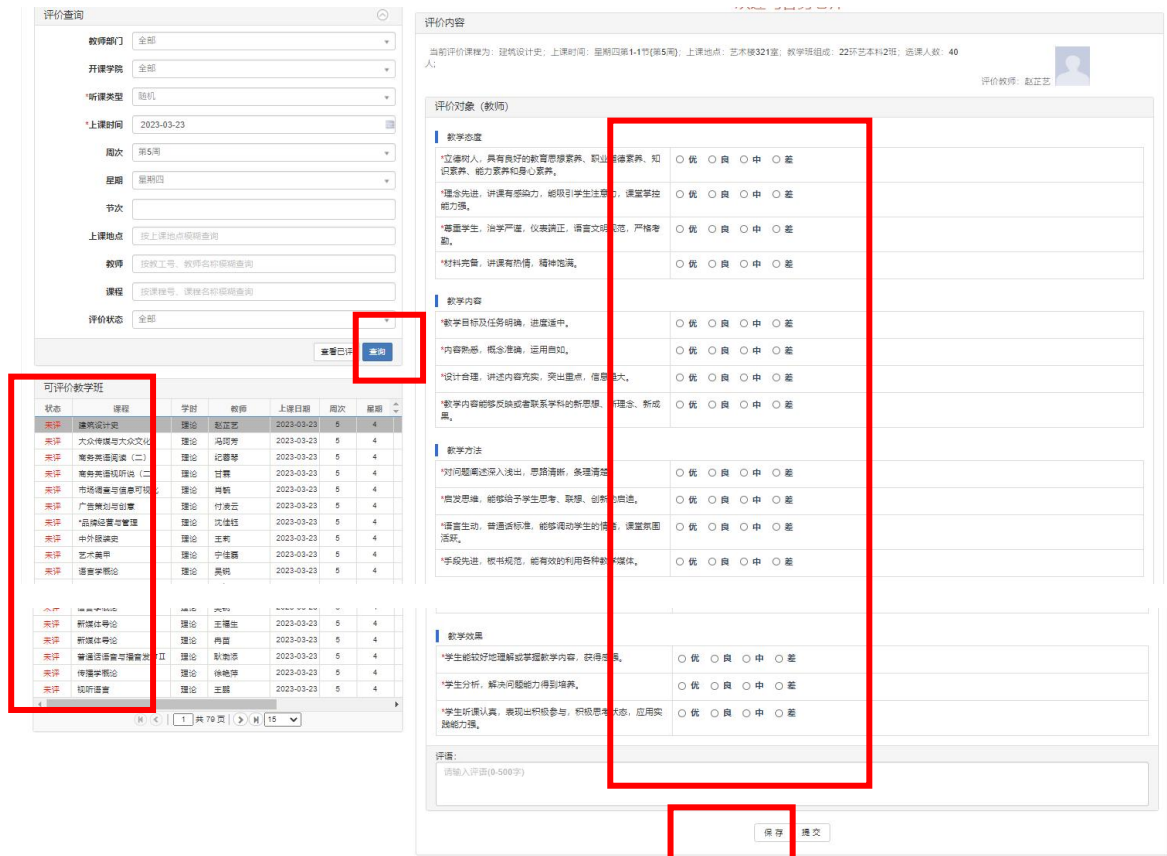 评价查询
教师部门 全部
开课学院 全部
*听课类型 随机
*上课时间 2023-03-23
周次 第5周
星期 星期四
节次
上课地点 按上课地点模糊查询
教师 按教工号、教师名称模糊查询
课程 按课程号、课程名称模糊查询
评价状态 全部
查看已评 查询
可评价教学班
状态 课程 学时 教师 上课日期 周次 星期
未评 建筑设计史 理论 赵芷艺 2023-03-23 5 4
未评 大众传媒与大众文化 理论 冯珂芳 2023-03-23 5 4
未评 商务英语阅读(二) 理论 记蓉琴 2023-03-23 5 4
未评 商务英语视听说(二 理论 甘霖 2023-03-23 5 4
未评 市场调查与信息可视化 理论 肖毓 2023-03-23 5 4
未评 广告策划与创意 理论 付凌云 2023-03-23 5 4
未评 *品牌经营与管理 理论 沈佳钰 2023-03-23 5 4
未评 中外服装史 理论 王莉 2023-03-23 5 4
未评 艺术美甲 理论 宁佳露 2023-03-23 5 4
未评 语言学概论 理论 吴锐 2023-03-23 5 4
未评 新媒体导论 理论 王福生 2023-03-23 5 4
未评 新媒体导论 理论 冉苗 2023-03-23 5 4
未评 普通话语音与播音发声Ⅱ 理论 耿勤添 2023-03-23 5 4
未评 传播学概论 理论 徐艳萍 2023-03-23 5 4
未评 视听语言 理论 王鹏 2023-03-23 5 4
1 共 79 页 15
评价内容
当前评价课程为:建筑设计史;上课时间:星期四第1-1节{第5周};上课地点:艺术楼321室;教学班组成:22环艺本科2班;选课人数:40
人;
评价教师:赵芷艺
评价对象(教师)
教学态度
*立德树人,具有良好的教育思想素养、职业道德素养、知 优 良 中 差
识素养、能力素养和身心素养。
*理念先进,讲课有感染力,能吸引学生注意力,课堂掌控 优 良 中 差
能力强。
*尊重学生,治学严谨,仪表端正,语言文明规范,严格考 优 良 中 差
勤。
*材料完备,讲课有热情,精神饱满。 优 良 中 差
教学内容
*教学目标及任务明确,进度适中。 优 良 中 差
*内容熟悉,概念准确,运用自如。 优 良 中 差
*设计合理,讲述内容充实,突出重点,信息量大。 优 良 中 差
*教学内容能够反映或者联系学科的新思想、新理念、新成 优 良 中 差
果。
教学方法
*对问题阐述深入浅出,思路清晰,条理清楚 优 良 中 差
*启发思维,能够给予学生思考、联想、创新的启迪。 优 良 中 差
*语言生动,普通话标准,能够调动学生的情绪,课堂氛围 优 良 中 差
活跃。
*手段先进,板书规范,能有效的利用各种教学媒体。 优 良 中 差
教学效果
*学生能较好地理解或掌握教学内容,获得感强。 优 良 中 差
*学生分析,解决问题能力得到培养。 优 良 中 差
*学生听课认真,表现出积极参与,积极思考状态,应用实 优 良 中 差
践能力强。
评语:
请输入评语(0-500字)
保 存 提 交